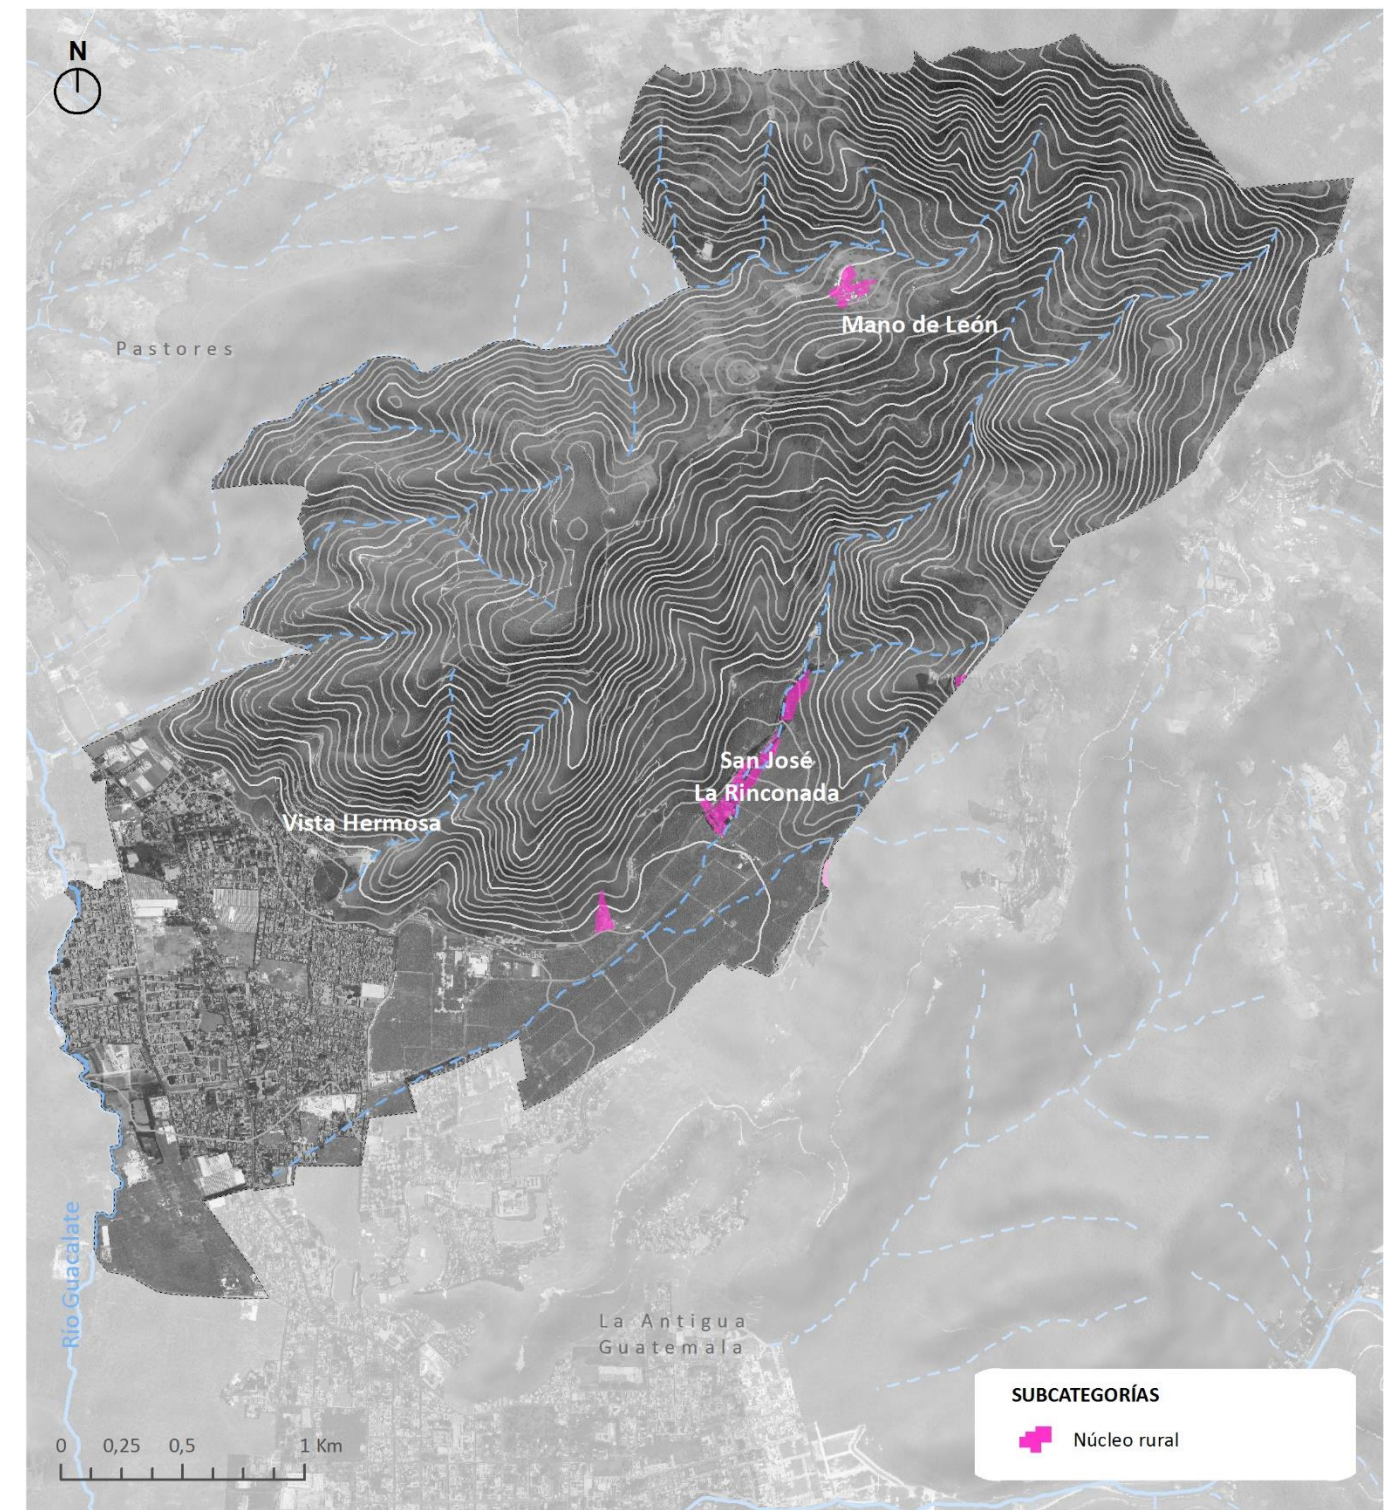 N
Pastores
Mano de León
San José
La Rinconada
Vista Hermosa
Río Guacalate
La Antigua
Guatemala
SUBCATEGORÍAS
Núcleo rural
0 0,25 0,5 1 Km